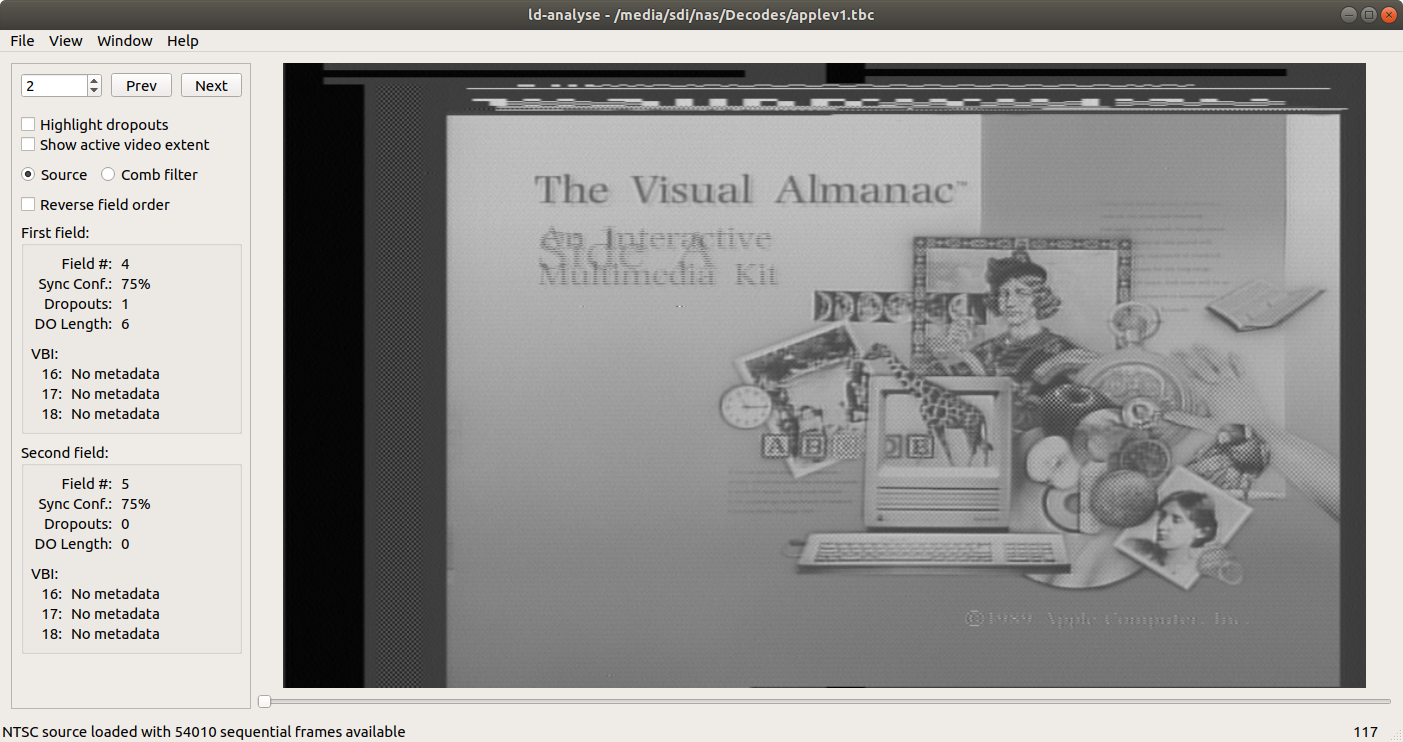 ld-analyse - /media/sdi/nas/Decodes/applev1.tbc
File View Window Help
2 Prev Next
Highlight dropouts
Show active video extent
Source Comb filter
Reverse field order
First field:
Field #: 4
Sync Conf.: 75%
Dropouts: 1
DO Length: 6
VBI:
16: No metadata
17: No metadata
18: No metadata
Second field:
Field #: 5
Sync Conf.: 75%
Dropouts: 0
DO Length: 0
VBI:
16: No metadata
17: No metadata
18: No metadata
The Visual Almanac™
An Interactive
Side A
Multimedia Kit
A B C D E
©1989 Apple Computer, Inc.
NTSC source loaded with 54010 sequential frames available
117